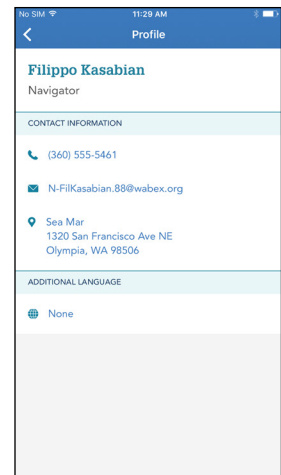 No SIM 11:29 AM
Profile
Filippo Kasabian
Navigator
CONTACT INFORMATION
(360) 555-5461
N-FilKasabian.88@wabex.org
Sea Mar
1320 San Francisco Ave NE
Olympia, WA 98506
ADDITIONAL LANGUAGE
None